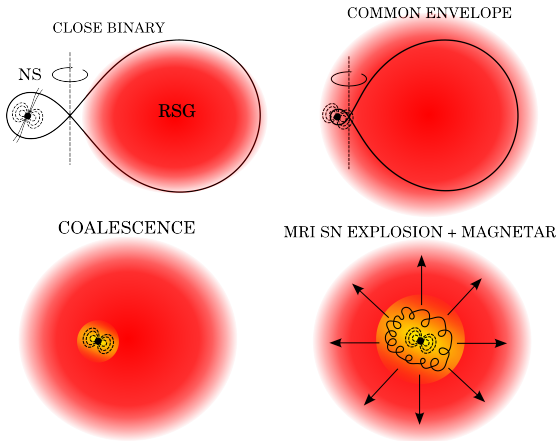 CLOSE BINARY
NS
RSG
COMMON ENVELOPE
COALESCENCE
MRI SN EXPLOSION + MAGNETAR